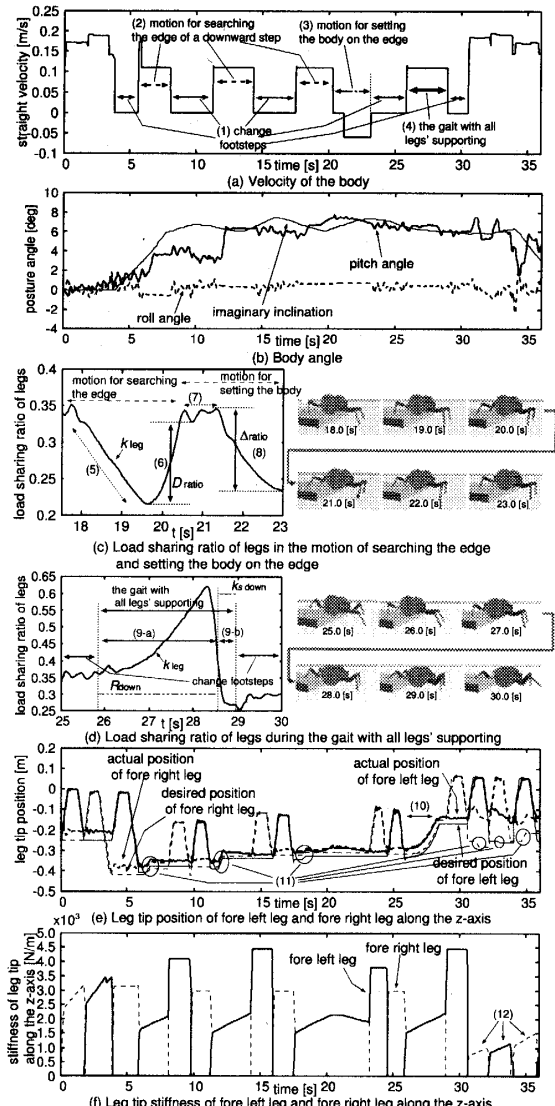 straight velocity [m/s]
0.25
0.2
0.15
0.1
0.05
0
-0.05
-0.1
(2) motion for searching
the edge of a downward step
(3) motion for setting
the body on the edge
(1) change
footsteps
(4) the gait with all
legs' supporting
0 5 10 15 20 25 30 35
time [s]
(a) Velocity of the body
posture angle [deg]
10
8
6
4
2
0
-2
-4
pitch angle
roll angle
imaginary inclination
0 5 10 15 20 25 30 35
time [s]
(b) Body angle
load sharing ratio of legs
0.4
0.35
0.3
0.25
0.2
motion for searching
the edge
motion for
setting the body
(7)
k leg
(5)
(6)
D ratio
Δratio
(8)
18 19 20 21 22 23
t [s]
18.0 [s] 19.0 [s] 20.0 [s]
21.0 [s] 22.0 [s] 23.0 [s]
(c) Load sharing ratio of legs in the motion of searching the edge
and setting the body on the edge
load sharing ratio of legs
0.65
0.6
0.55
0.5
0.45
0.4
0.35
0.3
0.25
the gait with
all legs' supporting
ks down
(9-a)
(9-b)
k leg
change footsteps
Rdown
25 26 27 28 29 30
t [s]
25.0 [s] 26.0 [s] 27.0 [s]
28.0 [s] 29.0 [s] 30.0 [s]
(d) Load sharing ratio of legs during the gait with all legs' supporting
leg tip position [m]
0.2
0.1
0
-0.1
-0.2
-0.3
-0.4
-0.5
actual position
of fore right leg
desired position
of fore right leg
actual position
of fore left leg
(10)
desired position
of fore left leg
(11)
0 5 10 15 20 25 30 35
time [s]
(e) Leg tip position of fore left leg and fore right leg along the z-axis
x10³
stiffness of leg tip
along the z-axis [N/m]
5.0
4.5
4.0
3.5
3.0
2.5
2.0
1.5
1.0
0.5
0
fore left leg
fore right leg
(12)
0 5 10 15 20 25 30 35
time [s]
(f) Leg tip stiffness of fore left leg and fore right leg along the z-axis